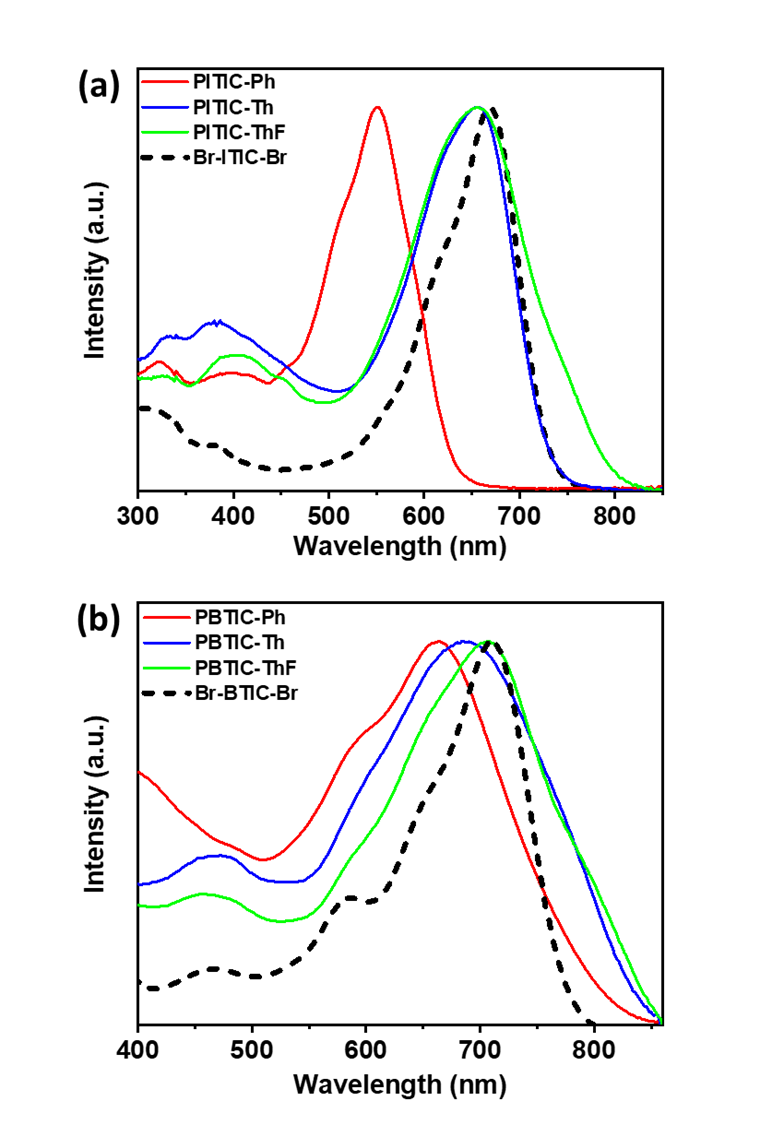 (a)
PITIC-Ph
PITIC-Th
PITIC-ThF
Br-ITIC-Br
Intensity (a.u.)
300 400 500 600 700 800
Wavelength (nm)
(b)
PBTIC-Ph
PBTIC-Th
PBTIC-ThF
Br-BTIC-Br
Intensity (a.u.)
400 500 600 700 800
Wavelength (nm)